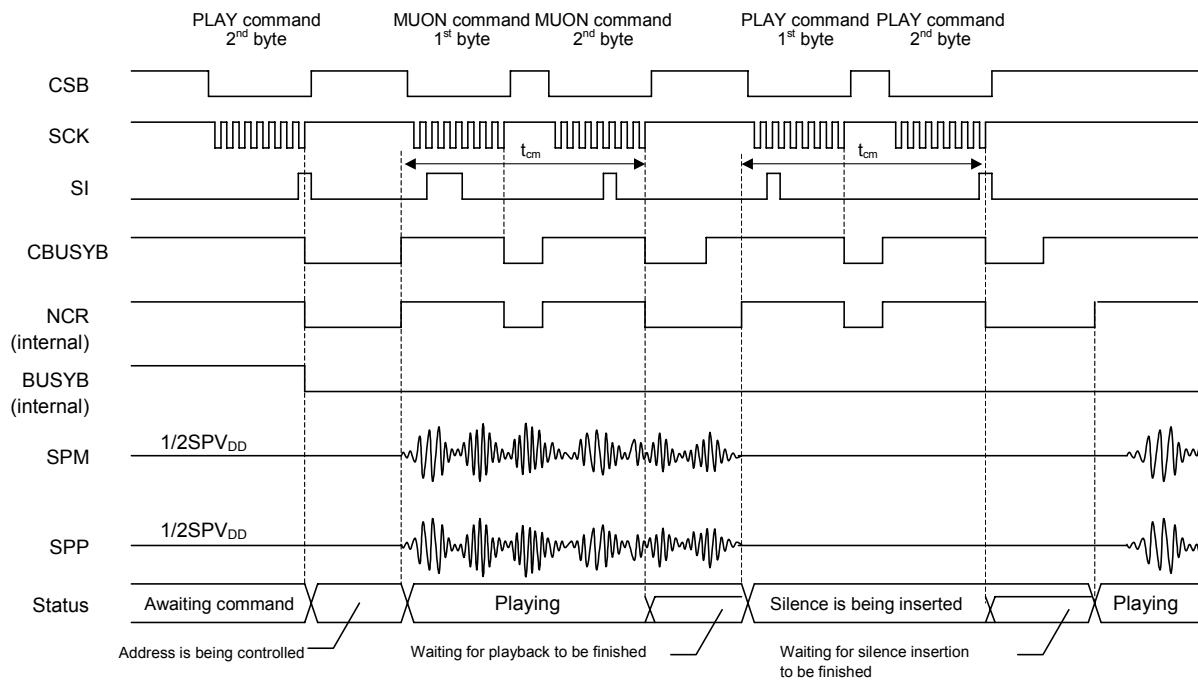 PLAY command
2nd byte
MUON command
1st byte
MUON command
2nd byte
PLAY command
1st byte
PLAY command
2nd byte
CSB
SCK
tcm
tcm
SI
CBUSYB
NCR
(internal)
BUSYB
(internal)
1/2SPVDD
SPM
1/2SPVDD
SPP
Status
Awaiting command
Playing
Silence is being inserted
Playing
Address is being controlled
Waiting for playback to be finished
Waiting for silence insertion
to be finished